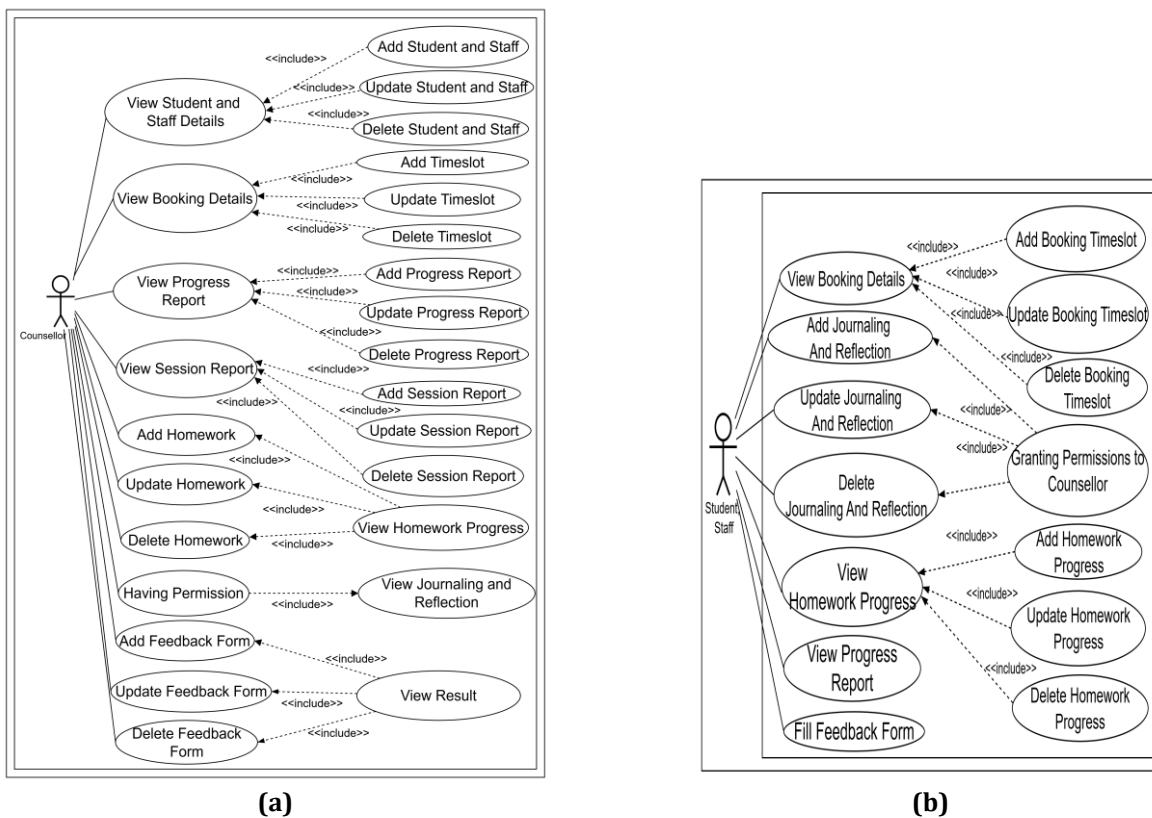 Add Student and Staff
<<include>>
View Student and
Staff Details
<<include>>
Update Student and Staff
<<include>>
Delete Student and Staff
Add Timeslot
<<include>>
View Booking Details
<<include>>
Update Timeslot
<<include>>
Delete Timeslot
View Progress
Report
<<include>>
Add Progress Report
<<include>>
Update Progress Report
<<include>>
Delete Progress Report
Counsellor
View Session Report
<<include>>
Add Session Report
<<include>>
Update Session Report
<<include>>
Delete Session Report
Add Homework
<<include>>
Update Homework
<<include>>
View Homework Progress
Delete Homework
<<include>>
Having Permission
<<include>>
View Journaling and
Reflection
Add Feedback Form
<<include>>
Update Feedback Form
<<include>>
View Result
Delete Feedback
Form
<<include>>
(a)
Add Booking Timeslot
<<include>>
View Booking Details
<<include>>
Update Booking Timeslot
<<include>>
Add Journaling
And Reflection
<<include>>
Delete Booking
Timeslot
Update Journaling
And Reflection
<<include>>
<<include>>
Granting Permissions to
Counsellor
Delete
Journaling And Reflection
<<include>>
Student,
Staff
Add Homework
Progress
<<include>>
View
Homework Progress
<<include>>
Update Homework
Progress
View Progress
Report
<<include>>
Delete Homework
Progress
Fill Feedback Form
(b)